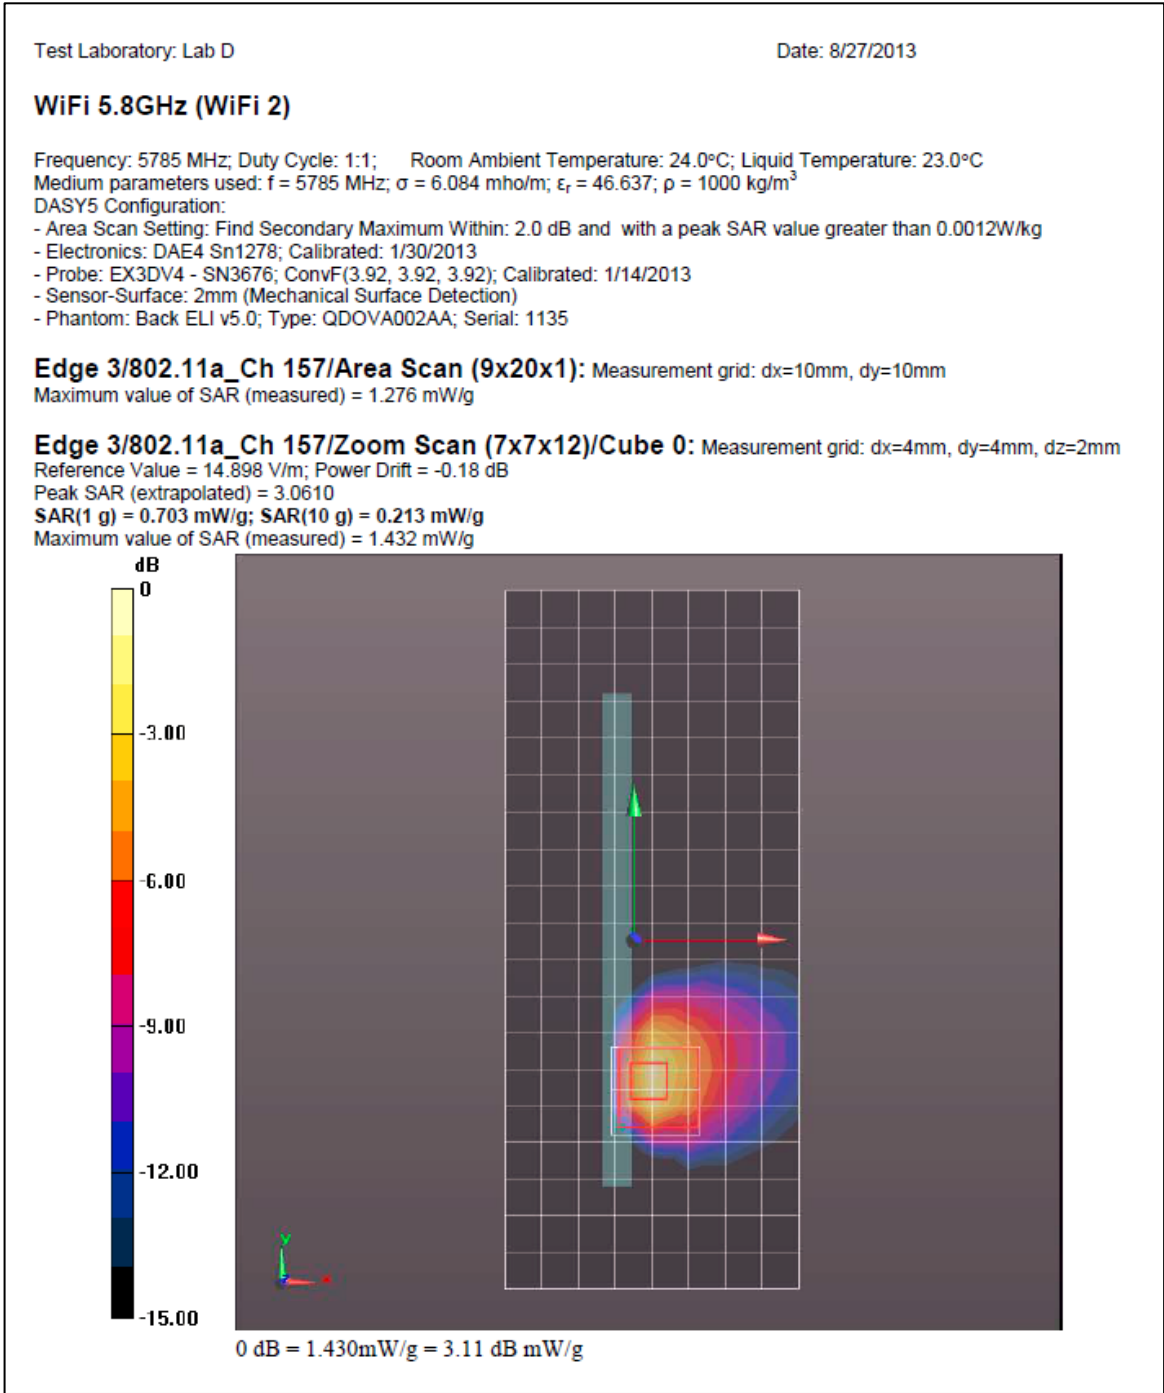 Test Laboratory: Lab D Date: 8/27/2013
WiFi 5.8GHz (WiFi 2)
Frequency: 5785 MHz; Duty Cycle: 1:1; Room Ambient Temperature: 24.0°C; Liquid Temperature: 23.0°C
Medium parameters used: f = 5785 MHz; σ = 6.084 mho/m; εr = 46.637; ρ = 1000 kg/m³
DASY5 Configuration:
- Area Scan Setting: Find Secondary Maximum Within: 2.0 dB and with a peak SAR value greater than 0.0012W/kg
- Electronics: DAE4 Sn1278; Calibrated: 1/30/2013
- Probe: EX3DV4 - SN3676; ConvF(3.92, 3.92, 3.92); Calibrated: 1/14/2013
- Sensor-Surface: 2mm (Mechanical Surface Detection)
- Phantom: Back ELI v5.0; Type: QDOVA002AA; Serial: 1135
Edge 3/802.11a_Ch 157/Area Scan (9x20x1): Measurement grid: dx=10mm, dy=10mm
Maximum value of SAR (measured) = 1.276 mW/g
Edge 3/802.11a_Ch 157/Zoom Scan (7x7x12)/Cube 0: Measurement grid: dx=4mm, dy=4mm, dz=2mm
Reference Value = 14.898 V/m; Power Drift = -0.18 dB
Peak SAR (extrapolated) = 3.0610
SAR(1 g) = 0.703 mW/g; SAR(10 g) = 0.213 mW/g
Maximum value of SAR (measured) = 1.432 mW/g
dB
0
-3.00
-6.00
-9.00
-12.00
-15.00
y
x
0 dB = 1.430mW/g = 3.11 dB mW/g